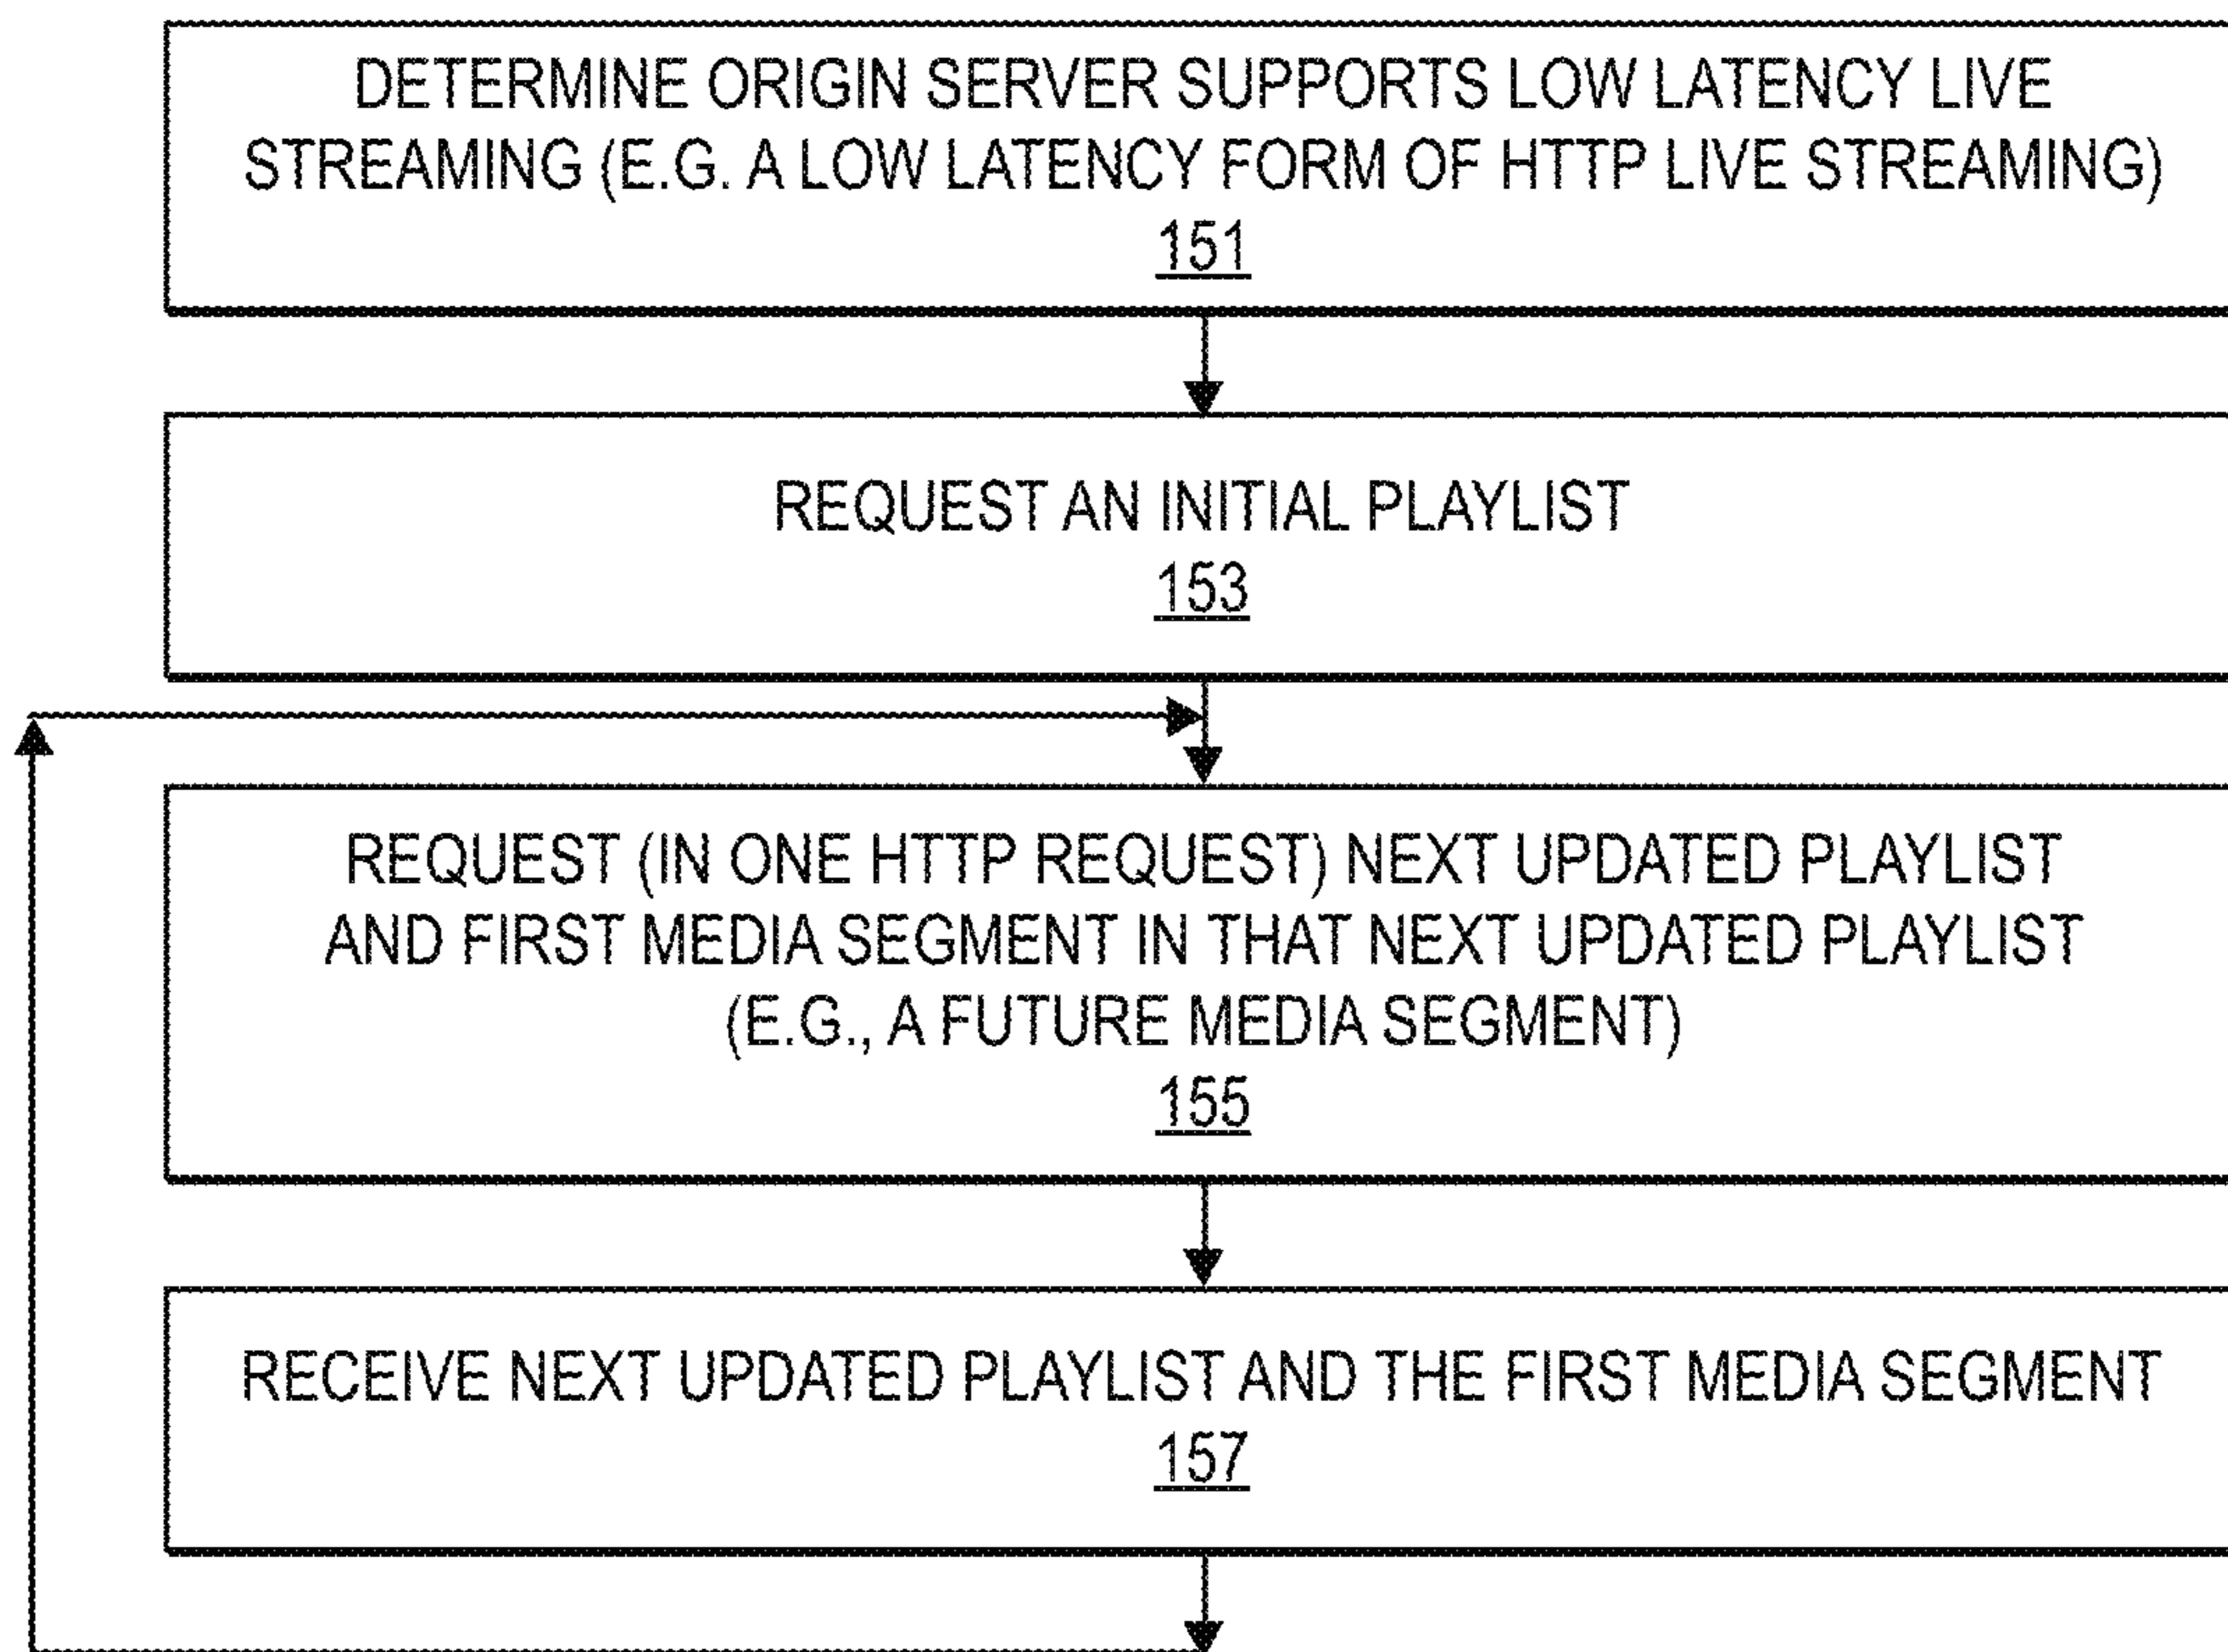 DETERMINE ORIGIN SERVER SUPPORTS LOW LATENCY LIVE
STREAMING (E.G. A LOW LATENCY FORM OF HTTP LIVE STREAMING)
151
REQUEST AN INITIAL PLAYLIST
153
REQUEST (IN ONE HTTP REQUEST) NEXT UPDATED PLAYLIST
AND FIRST MEDIA SEGMENT IN THAT NEXT UPDATED PLAYLIST
(E.G., A FUTURE MEDIA SEGMENT)
155
RECEIVE NEXT UPDATED PLAYLIST AND THE FIRST MEDIA SEGMENT
157